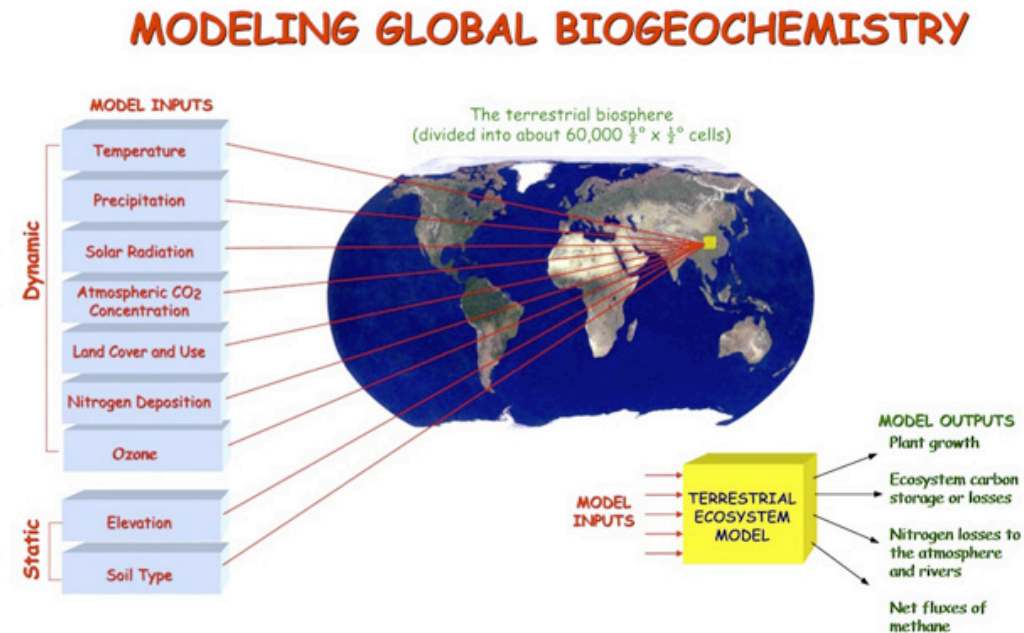 MODELING GLOBAL BIOGEOCHEMISTRY
MODEL INPUTS
Dynamic
Temperature
Precipitation
Solar Radiation
Atmospheric CO2
Concentration
Land Cover and Use
Nitrogen Deposition
Ozone
Static
Elevation
Soil Type
The terrestrial biosphere
(divided into about 60,000 ½° x ½° cells)
MODEL
INPUTS
TERRESTRIAL
ECOSYSTEM
MODEL
MODEL OUTPUTS
Plant growth
Ecosystem carbon
storage or losses
Nitrogen losses to
the atmosphere
and rivers
Net fluxes of
methane